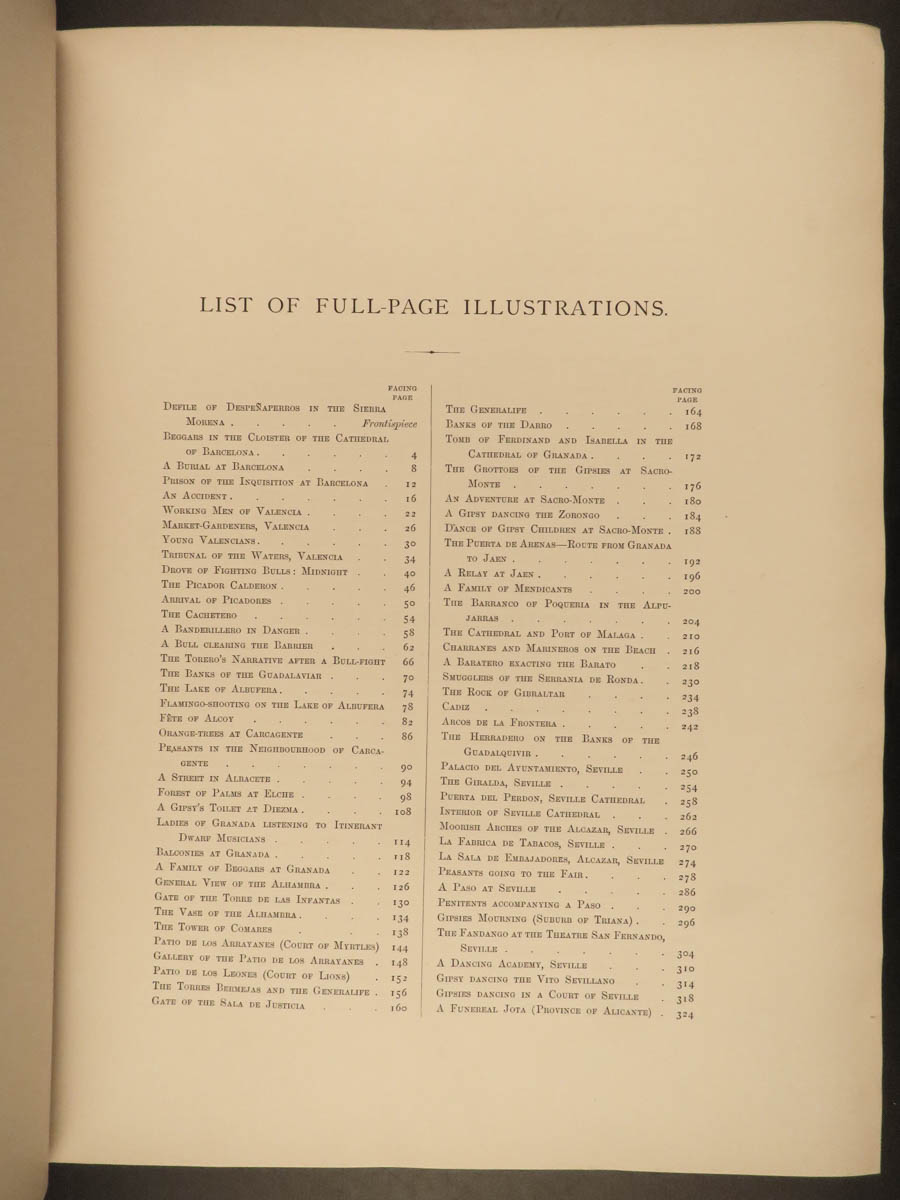 LIST OF FULL-PAGE ILLUSTRATIONS.
FACING
PAGE
DEFILE OF DESPEÑAPERROS IN THE SIERRA
MORENA . . . . . Frontispiece
BEGGARS IN THE CLOISTER OF THE CATHEDRAL
OF BARCELONA . . . . . . 4
A BURIAL AT BARCELONA . . . . 8
PRISON OF THE INQUISITION AT BARCELONA 12
AN ACCIDENT . . . . . . . 16
WORKING MEN OF VALENCIA . . . . 22
MARKET-GARDENERS, VALENCIA . . . 26
YOUNG VALENCIANS . . . . . . 30
TRIBUNAL OF THE WATERS, VALENCIA . . 34
DROVE OF FIGHTING BULLS: MIDNIGHT . . 40
THE PICADOR CALDERON . . . . . 46
ARRIVAL OF PICADORES . . . . . 50
THE CACHETERO . . . . . . 54
A BANDERILLERO IN DANGER . . . . 58
A BULL CLEARING THE BARRIER . . . 62
THE TORERO'S NARRATIVE AFTER A BULL-FIGHT 66
THE BANKS OF THE GUADALAVIAR . . . 70
THE LAKE OF ALBUFERA . . . . . 74
FLAMINGO-SHOOTING ON THE LAKE OF ALBUFERA 78
FÊTE OF ALCOY . . . . . . 82
ORANGE-TREES AT CARCAGENTE . . . 86
PEASANTS IN THE NEIGHBOURHOOD OF CARCA-
GENTE . . . . . . . 90
A STREET IN ALBACETE . . . . . 94
FOREST OF PALMS AT ELCHE . . . . 98
A GIPSY'S TOILET AT DIEZMA . . . . 108
LADIES OF GRANADA LISTENING TO ITINERANT
DWARF MUSICIANS . . . . . 114
BALCONIES AT GRANADA . . . . . 118
A FAMILY OF BEGGARS AT GRANADA . . 122
GENERAL VIEW OF THE ALHAMBRA . . . 126
GATE OF THE TORRE DE LAS INFANTAS . . 130
THE VASE OF THE ALHAMBRA . . . . 134
THE TOWER OF COMARES . . . 138
PATIO DE LOS ARRAYANES (COURT OF MYRTLES) 144
GALLERY OF THE PATIO DE LOS ARRAYANES . 148
PATIO DE LOS LEONES (COURT OF LIONS) . 152
THE TORRES BERMEJAS AND THE GENERALIFE . 156
GATE OF THE SALA DE JUSTICIA . . . 160
FACING
PAGE
THE GENERALIFE . . . . . . 164
BANKS OF THE DARRO . . . . . 168
TOMB OF FERDINAND AND ISABELLA IN THE
CATHEDRAL OF GRANADA . . . . 172
THE GROTTOES OF THE GIPSIES AT SACRO-
MONTE . . . . . . . 176
AN ADVENTURE AT SACRO-MONTE . . . 180
A GIPSY DANCING THE ZORONGO . . . 184
DANCE OF GIPSY CHILDREN AT SACRO-MONTE . 188
THE PUERTA DE ARENAS—ROUTE FROM GRANADA
TO JAEN . . . . . . . 192
A RELAY AT JAEN . . . . . . 196
A FAMILY OF MENDICANTS . . . . 200
THE BARRANCO OF POQUERIA IN THE ALPU-
JARRAS . . . . . . . 204
THE CATHEDRAL AND PORT OF MALAGA . . 210
CHARRANES AND MARINEROS ON THE BEACH . 216
A BARATERO EXACTING THE BARATO . . 218
SMUGGLERS OF THE SERRANIA DE RONDA . . 230
THE ROCK OF GIBRALTAR . . . . 234
CADIZ . . . . . . . . 238
ARCOS DE LA FRONTERA . . . . . 242
THE HERRADERO ON THE BANKS OF THE
GUADALQUIVIR . . . . . . 246
PALACIO DEL AYUNTAMIENTO, SEVILLE . . 250
THE GIRALDA, SEVILLE . . . . . 254
PUERTA DEL PERDON, SEVILLE CATHEDRAL . 258
INTERIOR OF SEVILLE CATHEDRAL . . . 262
MOORISH ARCHES OF THE ALCAZAR, SEVILLE . 266
LA FABRICA DE TABACOS, SEVILLE . . . 270
LA SALA DE EMBAJADORES, ALCAZAR, SEVILLE 274
PEASANTS GOING TO THE FAIR . . . . 278
A PASO AT SEVILLE . . . . . 286
PENITENTS ACCOMPANYING A PASO . . . 290
GIPSIES MOURNING (SUBURB OF TRIANA) . . 296
THE FANDANGO AT THE THEATRE SAN FERNANDO,
SEVILLE . . . . . . 304
A DANCING ACADEMY, SEVILLE . . . 310
GIPSY DANCING THE VITO SEVILLANO . . 314
GIPSIES DANCING IN A COURT OF SEVILLE . 318
A FUNEREAL JOTA (PROVINCE OF ALICANTE) . 324